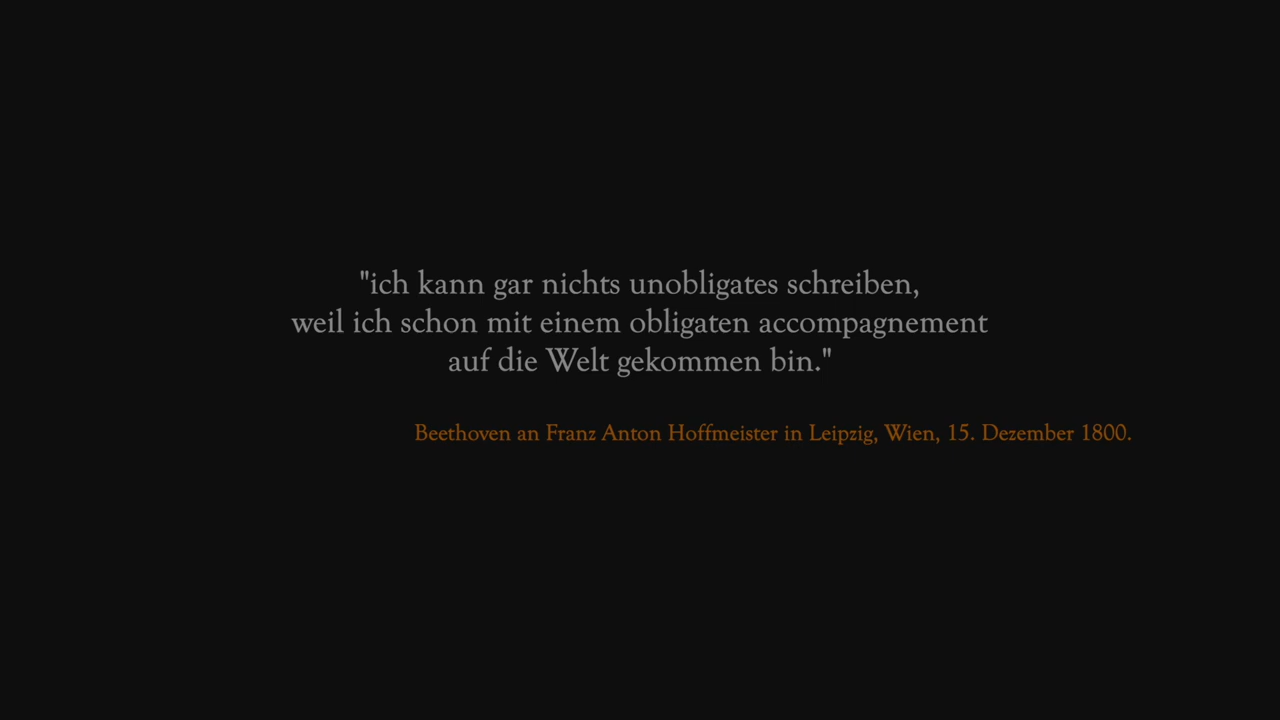 "ich kann gar nichts unobligates schreiben,
weil ich schon mit einem obligaten accompagnement
auf die Welt gekommen bin."
Beethoven an Franz Anton Hoffmeister in Leipzig, Wien, 15. Dezember 1800.